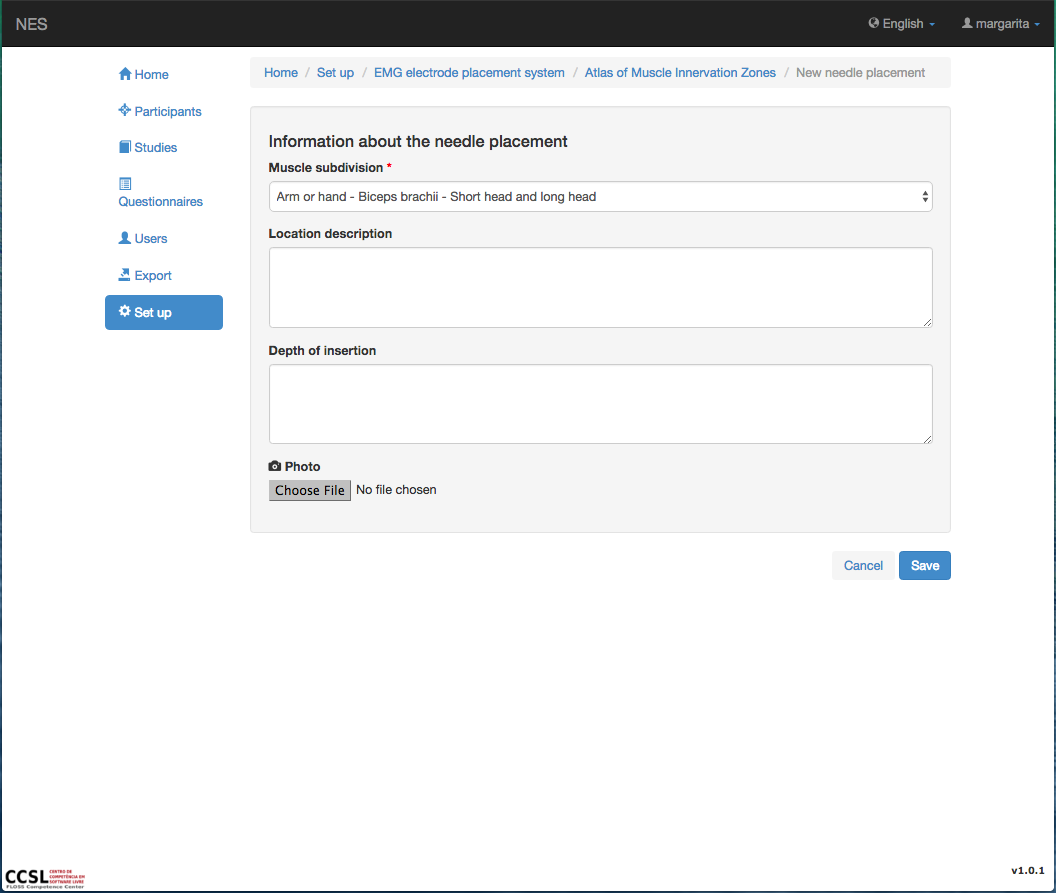 NES
English
margarita
Home
Participants
Studies
Questionnaires
Users
Export
Set up
Home / Set up / EMG electrode placement system / Atlas of Muscle Innervation Zones / New needle placement
Information about the needle placement
Muscle subdivision *
Arm or hand - Biceps brachii - Short head and long head
Location description
Depth of insertion
Photo
Choose File No file chosen
Cancel
Save
CCSL
CENTRO DE
COMPETÊNCIA EM
SOFTWARE LIVRE
FLOSS Competence Center
v1.0.1